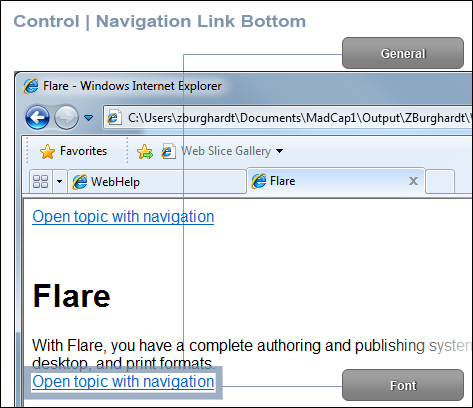 Control | Navigation Link Bottom
General
Flare - Windows Internet Explorer
C:\Users\zburghardt\Documents\MadCap1\Output\ZBurghardt\
Favorites Web Slice Gallery
WebHelp Flare
Open topic with navigation
Flare
With Flare, you have a complete authoring and publishing system
desktop, and print formats.
Open topic with navigation
Font